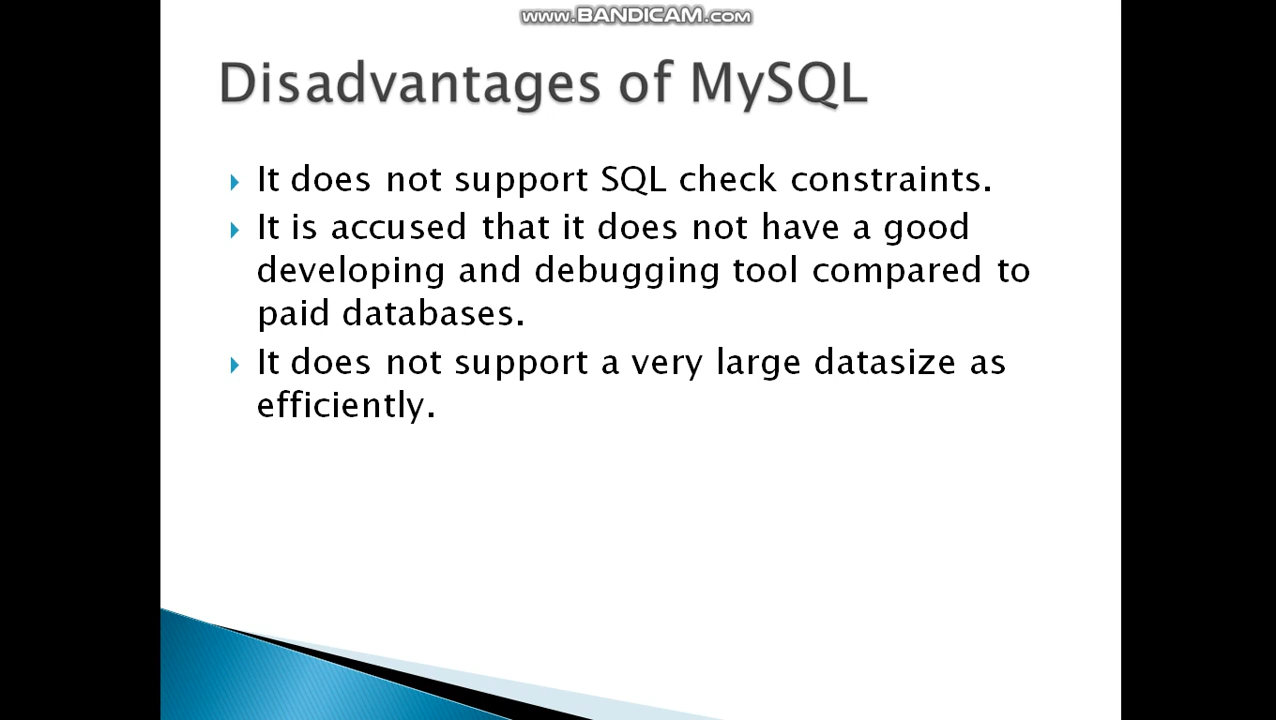 www.BANDICAM.com
Disadvantages of MySQL
It does not support SQL check constraints.
It is accused that it does not have a good
developing and debugging tool compared to
paid databases.
It does not support a very large datasize as
efficiently.